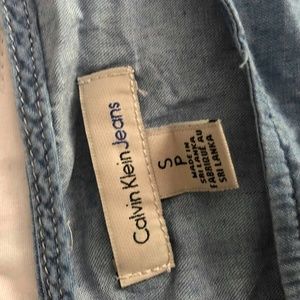 Calvin Klein Jeans
S
P
MADE IN
SRI LANKA
FABRIQUÉ AU
SRI LANKA